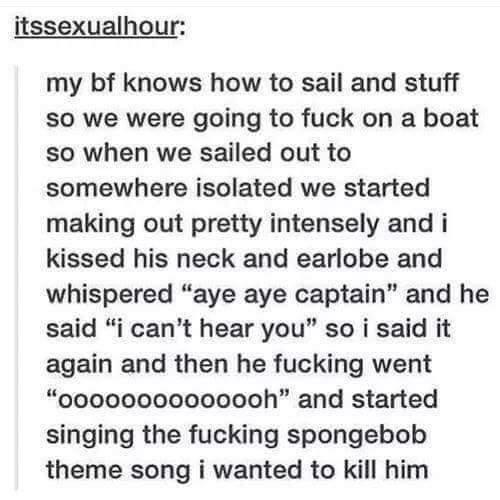 itssexualhour:
my bf knows how to sail and stuff
so we were going to fuck on a boat
so when we sailed out to
somewhere isolated we started
making out pretty intensely and i
kissed his neck and earlobe and
whispered “aye aye captain” and he
said “i can’t hear you” so i said it
again and then he fucking went
“oooooooooooooh” and started
singing the fucking spongebob
theme song i wanted to kill him